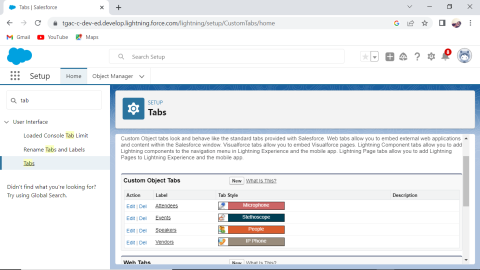 Tabs | Salesforce
tgac-c-dev-ed.develop.lightning.force.com/lightning/setup/CustomTabs/home
Gmail YouTube Maps
Search Setup
8
Setup Home Object Manager
tab
User Interface
Loaded Console Tab Limit
Rename Tabs and Labels
Tabs
Didn't find what you're looking for?
Try using Global Search.
SETUP
Tabs
Custom Object tabs look and behave like the standard tabs provided with Salesforce. Web tabs allow you to embed external web applications
and content within the Salesforce window. Visualforce tabs allow you to embed Visualforce pages. Lightning Component tabs allow you to add
Lightning components to the navigation menu in Lightning Experience and the mobile app. Lightning Page tabs allow you to add Lightning
Pages to Lightning Experience and the mobile app
Custom Object Tabs New What Is This?
Action Label Tab Style Description
Edit | Del Attendees Microphone
Edit | Del Events Stethoscope
Edit | Del Speakers People
Edit | Del Vendors IP Phone
Web Tabs New What Is This?